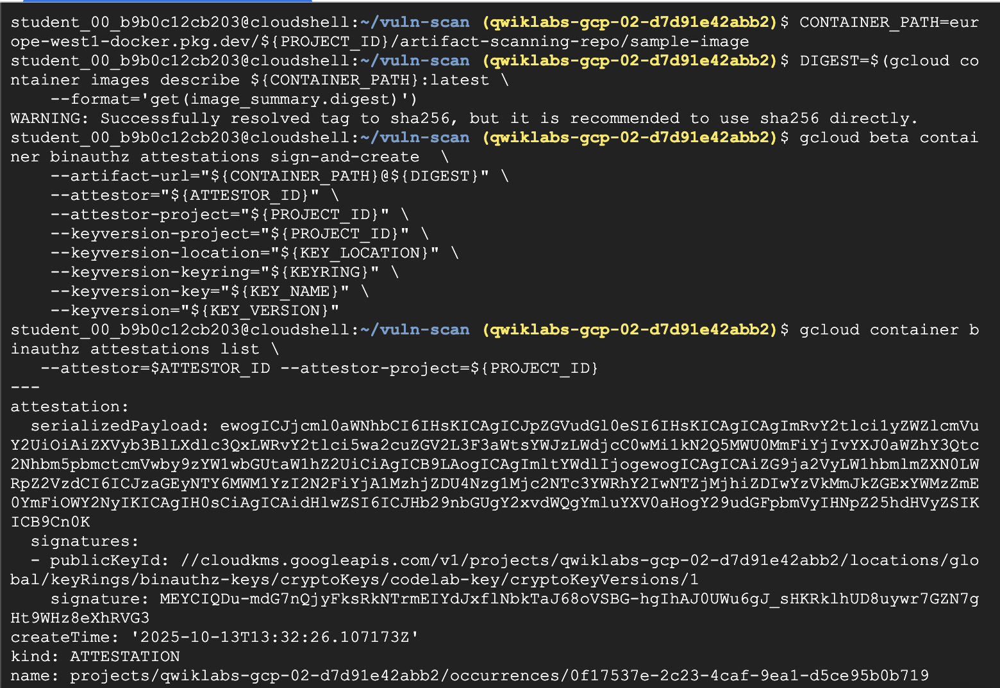 student_00_b9b0c12cb203@cloudshell:~/vuln-scan (qwiklabs-gcp-02-d7d91e42abb2)$ CONTAINER_PATH=eur
ope-west1-docker.pkg.dev/${PROJECT_ID}/artifact-scanning-repo/sample-image
student_00_b9b0c12cb203@cloudshell:~/vuln-scan (qwiklabs-gcp-02-d7d91e42abb2)$ DIGEST=$(gcloud co
ntainer images describe ${CONTAINER_PATH}:latest \
    --format='get(image_summary.digest)')
WARNING: Successfully resolved tag to sha256, but it is recommended to use sha256 directly.
student_00_b9b0c12cb203@cloudshell:~/vuln-scan (qwiklabs-gcp-02-d7d91e42abb2)$ gcloud beta contai
ner binauthz attestations sign-and-create  \
    --artifact-url="${CONTAINER_PATH}@${DIGEST}" \
    --attestor="${ATTESTOR_ID}" \
    --attestor-project="${PROJECT_ID}" \
    --keyversion-project="${PROJECT_ID}" \
    --keyversion-location="${KEY_LOCATION}" \
    --keyversion-keyring="${KEYRING}" \
    --keyversion-key="${KEY_NAME}" \
    --keyversion="${KEY_VERSION}"
student_00_b9b0c12cb203@cloudshell:~/vuln-scan (qwiklabs-gcp-02-d7d91e42abb2)$ gcloud container b
inauthz attestations list \
   --attestor=$ATTESTOR_ID --attestor-project=${PROJECT_ID}
---
attestation:
  serializedPayload: ewogICJjcml0aWNhbCI6IHsKICAgICJpZGVudGl0eSI6IHsKICAgICAgImRvY2tlci1yZWZlcmVu
Y2UiOiAiZXVyb3BlLXdlc3QxLWRvY2tlci5wa2cuZGV2L3F3aWtsYWJzLWdjcC0wMi1kN2Q5MWU0MmFiYjIvYXJ0aWZhY3Qtc
2Nhbm5pbmctcmVwby9zYW1wbGUtaW1hZ2UiCiAgICB9LAogICAgImltYWdlIjogewogICAgICAiZG9ja2VyLW1hbmlmZXN0LW
RpZ2VzdCI6ICJzaGEyNTY6MWM1YzI2N2FiYjA1MzhjZDU4Nzg1Mjc2NTc3YWRhY2IwNTZjMjhiZDIwYzVkMmJkZGExYWMzZmE
0YmFiOWY2NyIKICAgIH0sCiAgICAidHlwZSI6ICJHb29nbGUgY2xvdWQgYmluYXV0aHogY29udGFpbmVyIHNpZ25hdHVyZSIK
ICB9Cn0K
  signatures:
  - publicKeyId: //cloudkms.googleapis.com/v1/projects/qwiklabs-gcp-02-d7d91e42abb2/locations/glo
bal/keyRings/binauthz-keys/cryptoKeys/codelab-key/cryptoKeyVersions/1
    signature: MEYCIQDu-mdG7nQjyFksRkNTrmEIYdJxflNbkTaJ68oVSBG-hgIhAJ0UWu6gJ_sHKRklhUD8uywr7GZN7g
Ht9WHz8eXhRVG3
createTime: '2025-10-13T13:32:26.107173Z'
kind: ATTESTATION
name: projects/qwiklabs-gcp-02-d7d91e42abb2/occurrences/0f17537e-2c23-4caf-9ea1-d5ce95b0b719